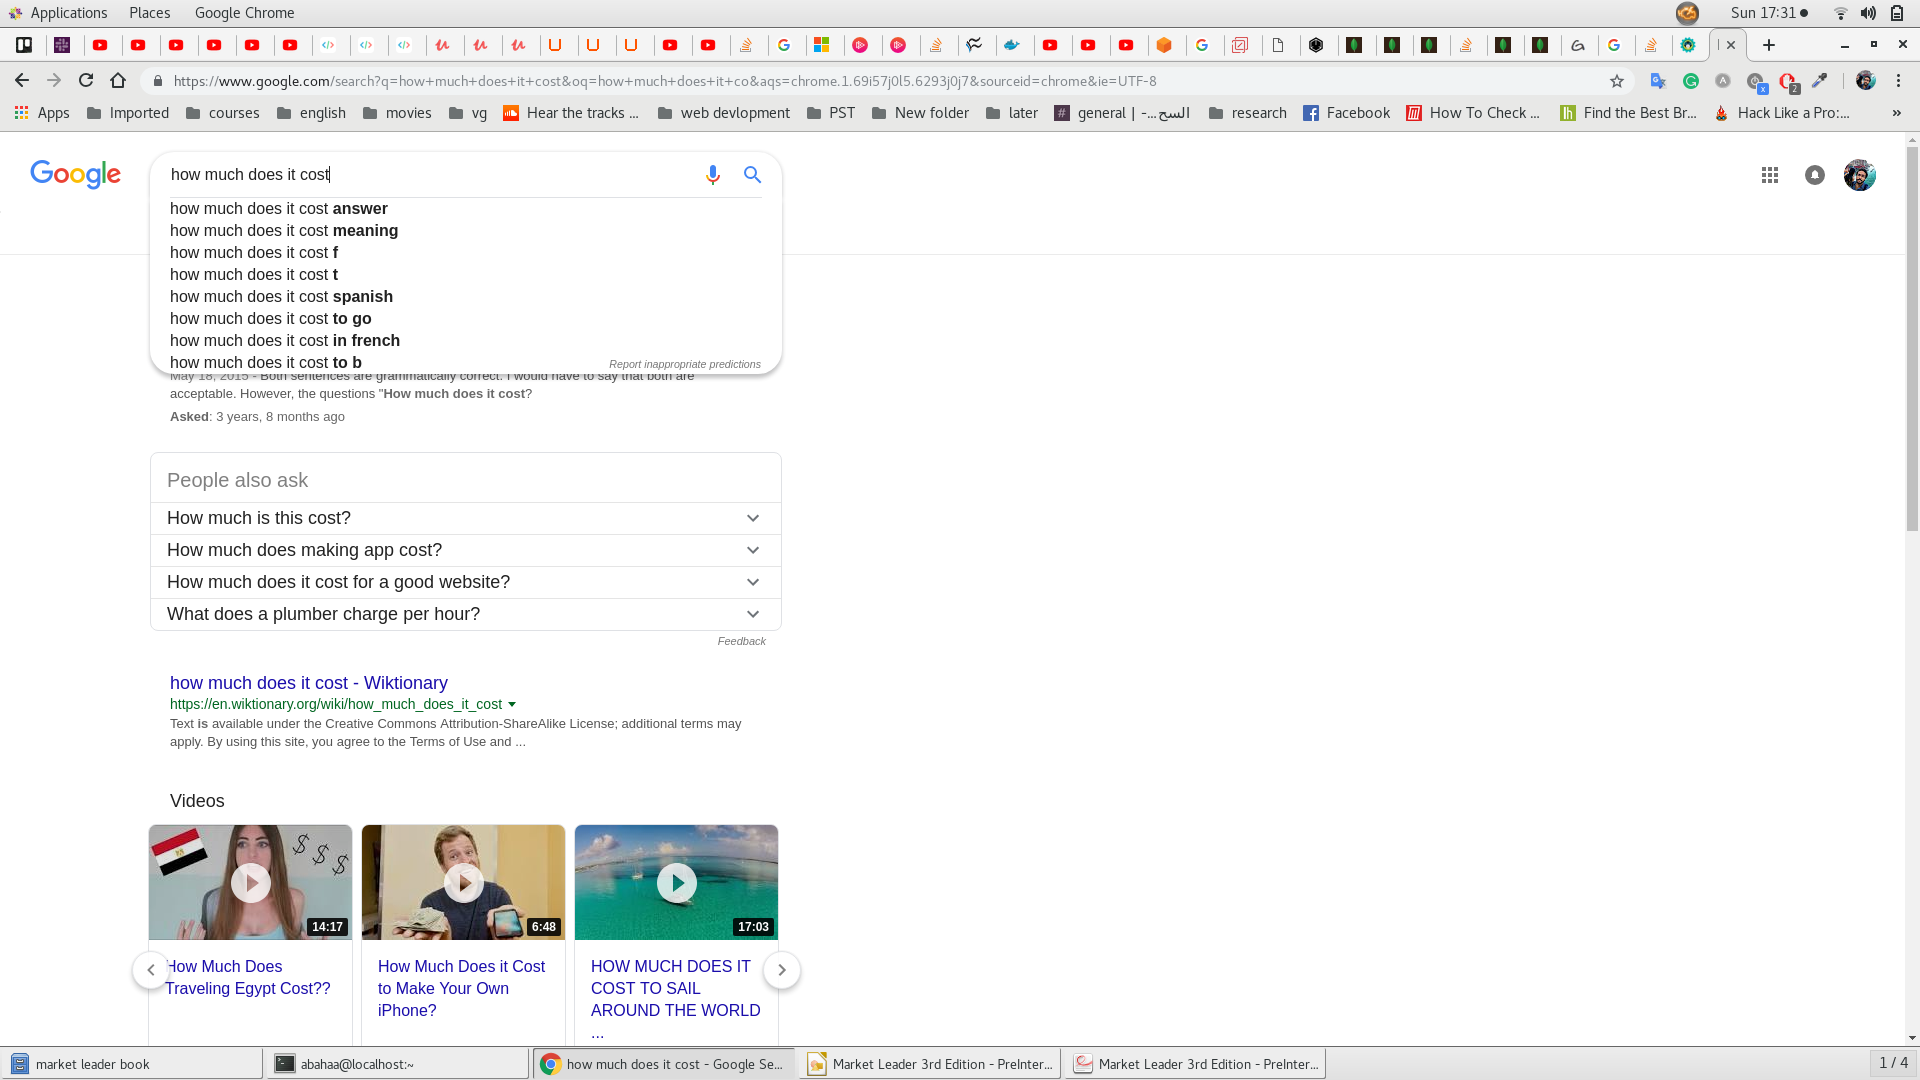 Applications Places Google Chrome Sun 17:31
https://www.google.com/search?q=how+much+does+it+cost&oq=how+much+does+it+co&aqs=chrome.1.69i57j0l5.6293j0j7&sourceid=chrome&ie=UTF-8
Apps Imported courses english movies vg Hear the tracks ... web devlopment PST New folder later general | -...السح research Facebook How To Check ... Find the Best Br... Hack Like a Pro:... »
Google
how much does it cost
how much does it cost answer
how much does it cost meaning
how much does it cost f
how much does it cost t
how much does it cost spanish
how much does it cost to go
how much does it cost in french
how much does it cost to b
Report inappropriate predictions
May 18, 2015 - Both sentences are grammatically correct. I would have to say that both are
acceptable. However, the questions "How much does it cost?
Asked: 3 years, 8 months ago
People also ask
How much is this cost?
How much does making app cost?
How much does it cost for a good website?
What does a plumber charge per hour?
Feedback
how much does it cost - Wiktionary
https://en.wiktionary.org/wiki/how_much_does_it_cost
Text is available under the Creative Commons Attribution-ShareAlike License; additional terms may
apply. By using this site, you agree to the Terms of Use and ...
Videos
$ $ $
14:17 6:48 17:03
How Much Does
Traveling Egypt Cost??
How Much Does it Cost
to Make Your Own
iPhone?
HOW MUCH DOES IT
COST TO SAIL
AROUND THE WORLD
...
market leader book abahaa@localhost:~ how much does it cost - Google Se... Market Leader 3rd Edition - PreInter... Market Leader 3rd Edition - PreInter... 1 / 4